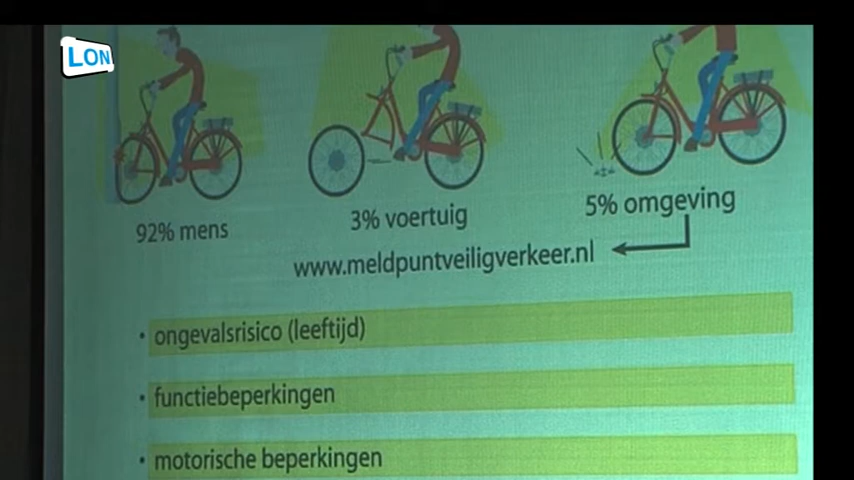 LON
92% mens
3% voertuig
5% omgeving
www.meldpuntveiligverkeer.nl
• ongevalsrisico (leeftijd)
• functiebeperkingen
• motorische beperkingen